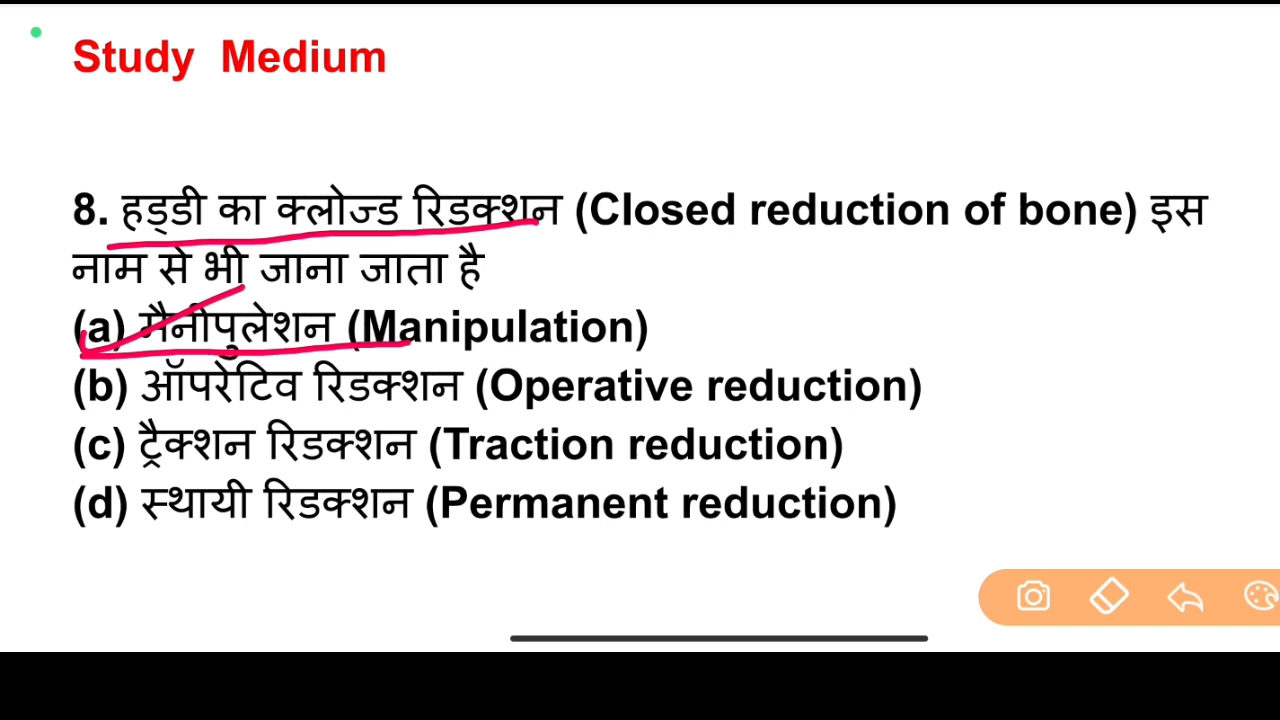 Study Medium
8. हड्डी का क्लोज्ड रिडक्शन (Closed reduction of bone) इस
नाम से भी जाना जाता है
(a) मैनीपुलेशन (Manipulation)
(b) ऑपरेटिव रिडक्शन (Operative reduction)
(c) ट्रैक्शन रिडक्शन (Traction reduction)
(d) स्थायी रिडक्शन (Permanent reduction)